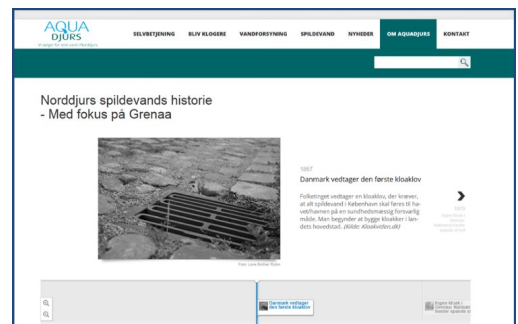 AQUA
DJURS
SELVBETJENING
BLIV KLOGERE
VANDFORSYNING
SPILDEVAND
NYHEDER
OM AQUADJURS
KONTAKT
Norddjurs spildevands historie
- Med fokus på Grenaa
1857
Danmark vedtager den første kloaklov
Folketinget vedtager en kloaklov, der kræver,
at alt spildevand i København skal føres til ha-
vet/havnen på en sundhedsmæssig forsvarlig
måde. Man begynder at bygge kloakker i lan-
dets hovedstad. (Kilde: Kloakviden.dk)
Danmark vedtager
den første kloaklov